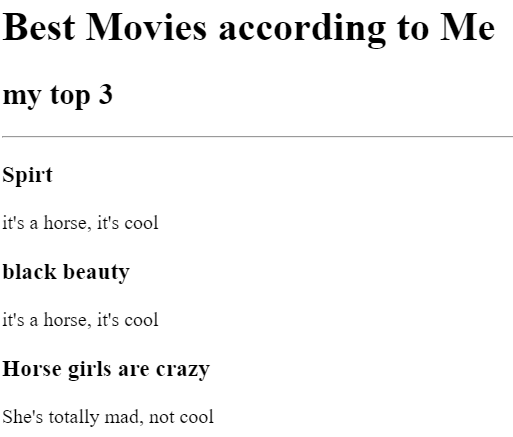 Best Movies according to Me
my top 3
Spirt
it's a horse, it's cool
black beauty
it's a horse, it's cool
Horse girls are crazy
She's totally mad, not cool